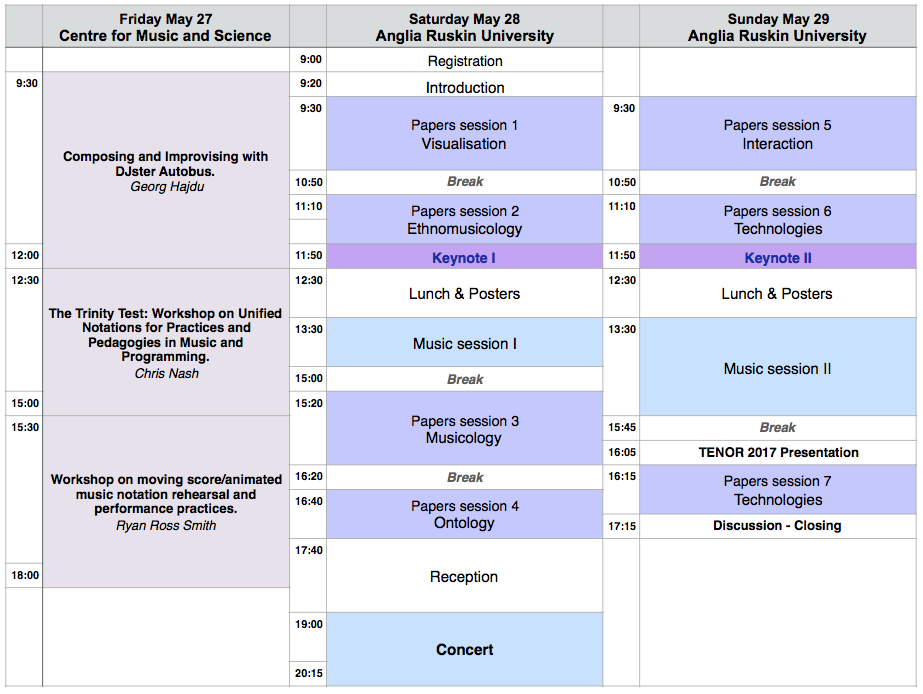 Friday May 27
Centre for Music and Science
Saturday May 28
Anglia Ruskin University
Sunday May 29
Anglia Ruskin University
9:00
Registration
9:30
9:20
Introduction
Composing and Improvising with
DJster Autobus.
Georg Hajdu
9:30
Papers session 1
Visualisation
9:30
Papers session 5
Interaction
10:50
Break
10:50
Break
11:10
Papers session 2
Ethnomusicology
11:10
Papers session 6
Technologies
12:00
11:50
Keynote I
11:50
Keynote II
12:30
12:30
Lunch & Posters
12:30
Lunch & Posters
The Trinity Test: Workshop on Unified
Notations for Practices and
Pedagogies in Music and
Programming.
Chris Nash
13:30
Music session I
13:30
Music session II
15:00
Break
15:00
15:20
Papers session 3
Musicology
15:30
15:45
Break
16:05
TENOR 2017 Presentation
Workshop on moving score/animated
music notation rehearsal and
performance practices.
Ryan Ross Smith
16:20
Break
16:15
Papers session 7
Technologies
16:40
Papers session 4
Ontology
17:15
Discussion - Closing
18:00
17:40
Reception
19:00
Concert
20:15